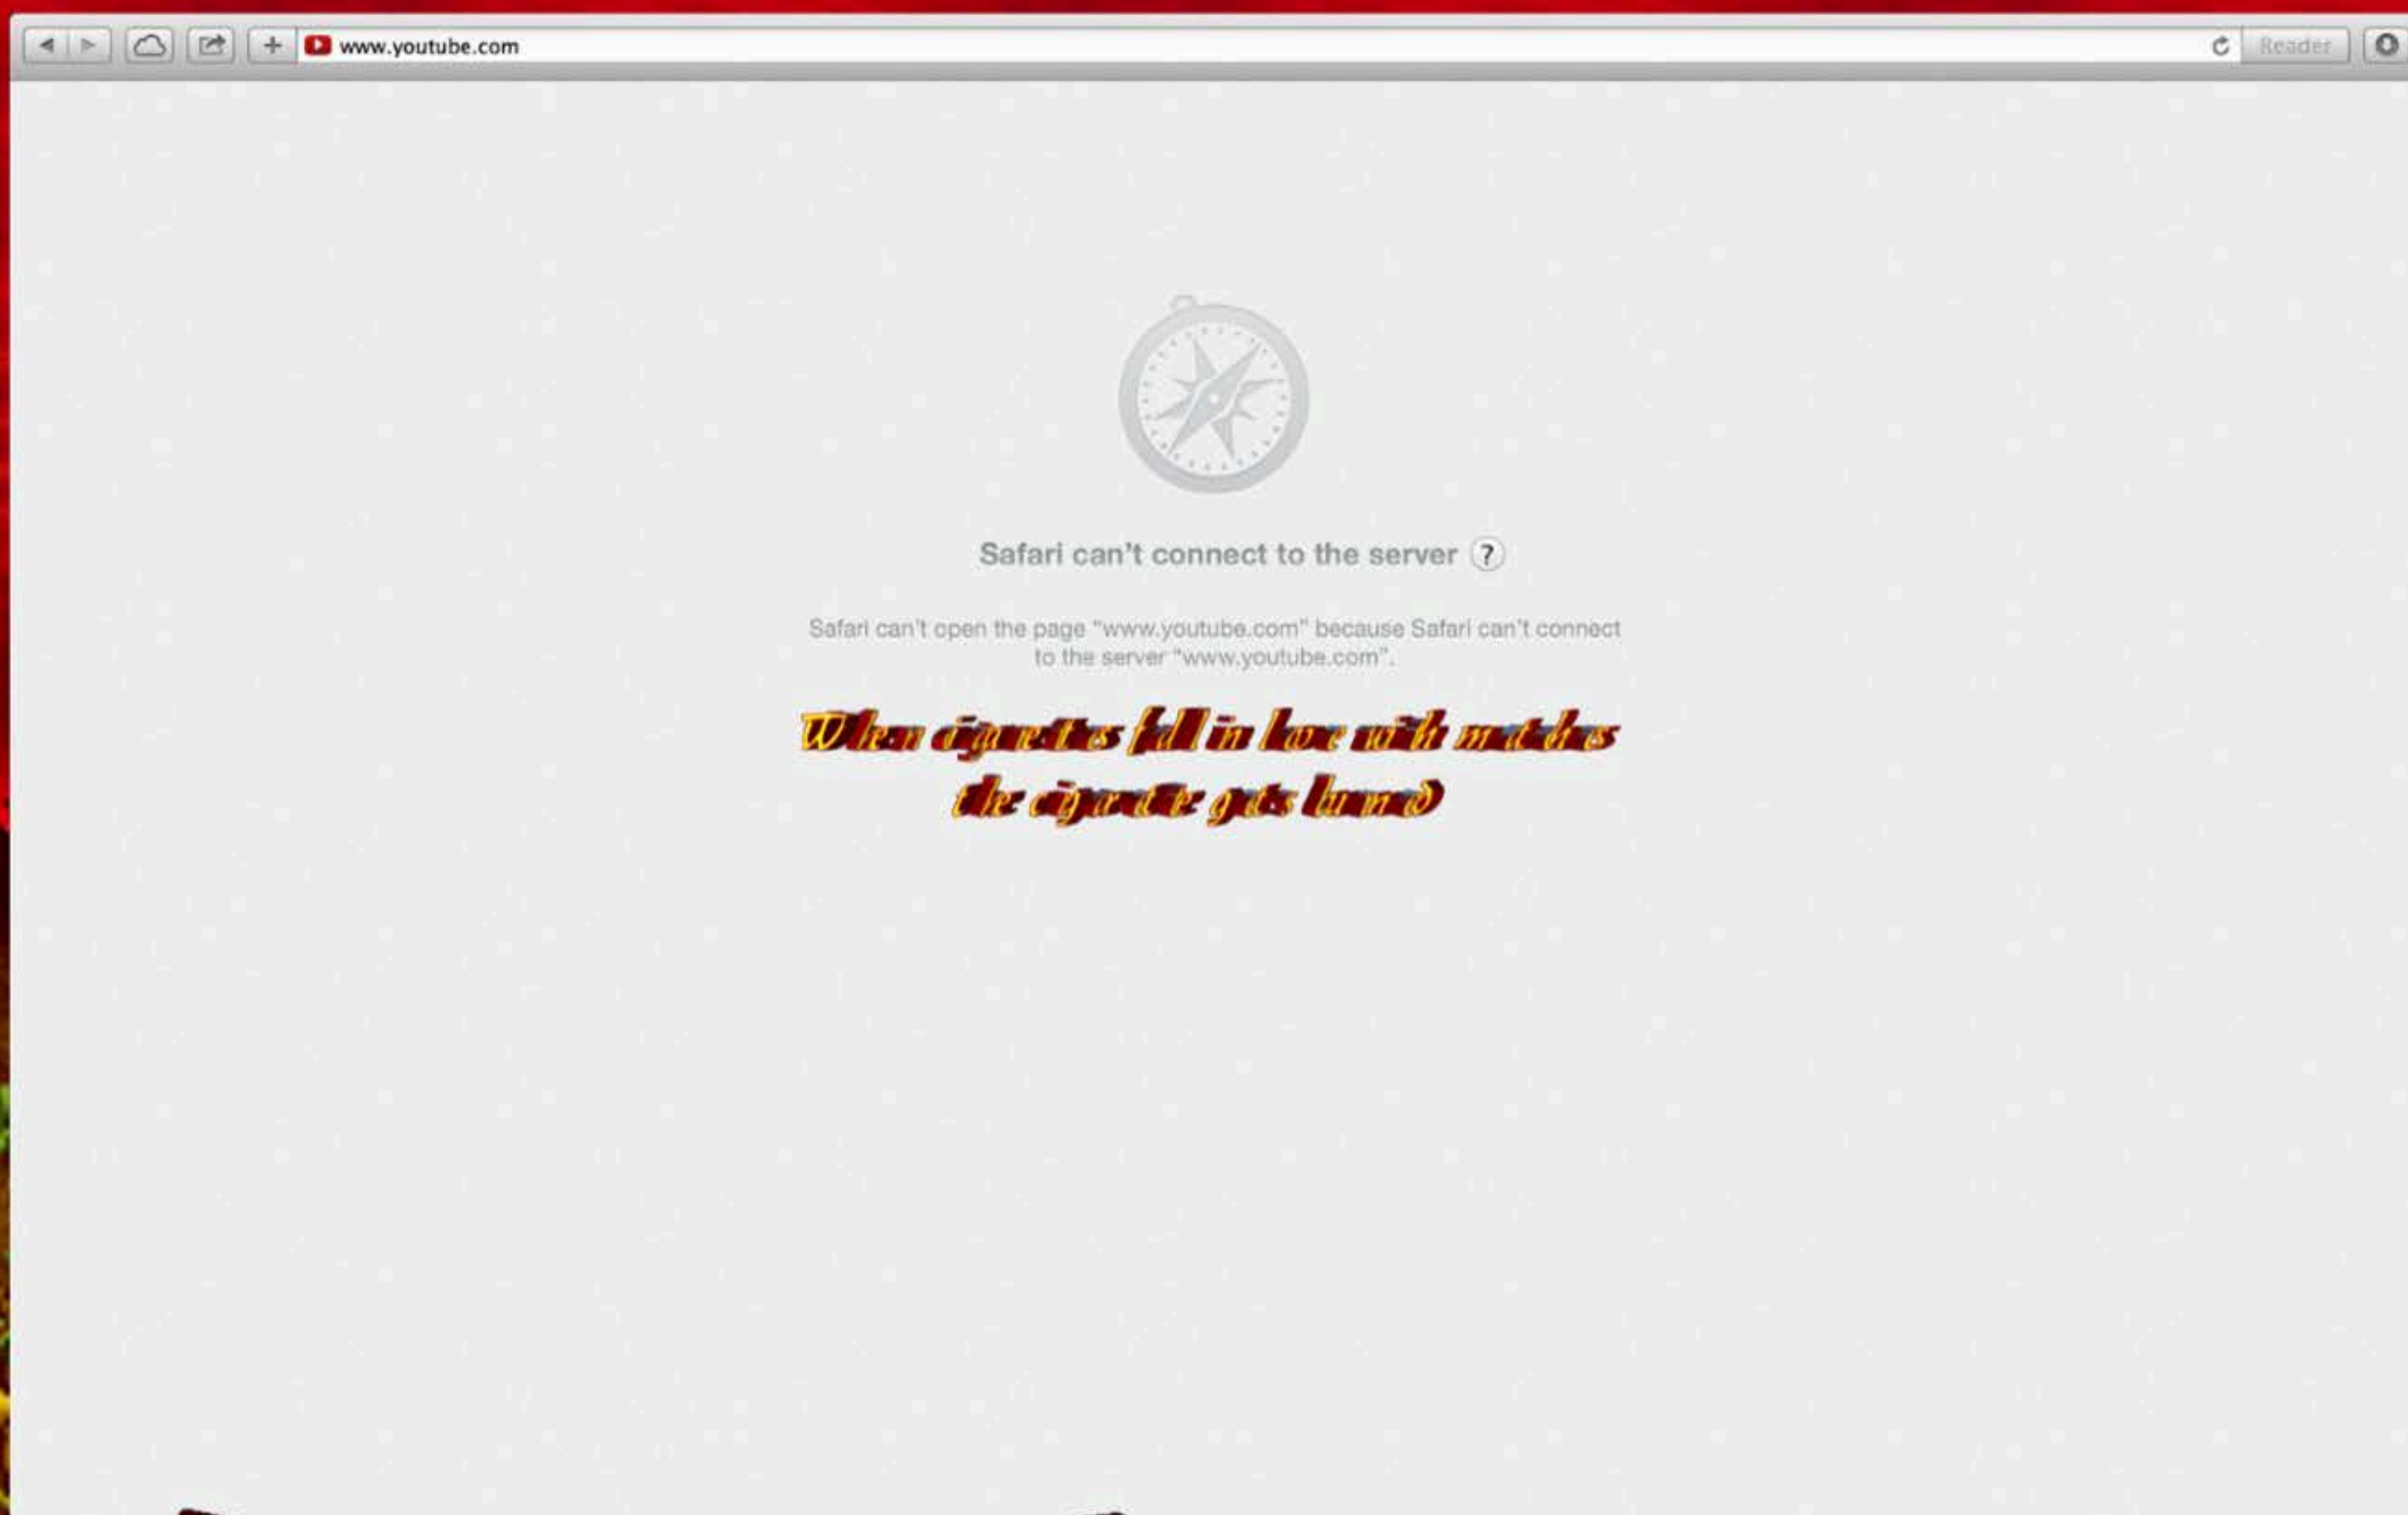 www.youtube.com
Reader
Safari can't connect to the server ?
Safari can't open the page "www.youtube.com" because Safari can't connect
to the server "www.youtube.com".
When cigarettes fall in love with matches
the cigarette gets burned